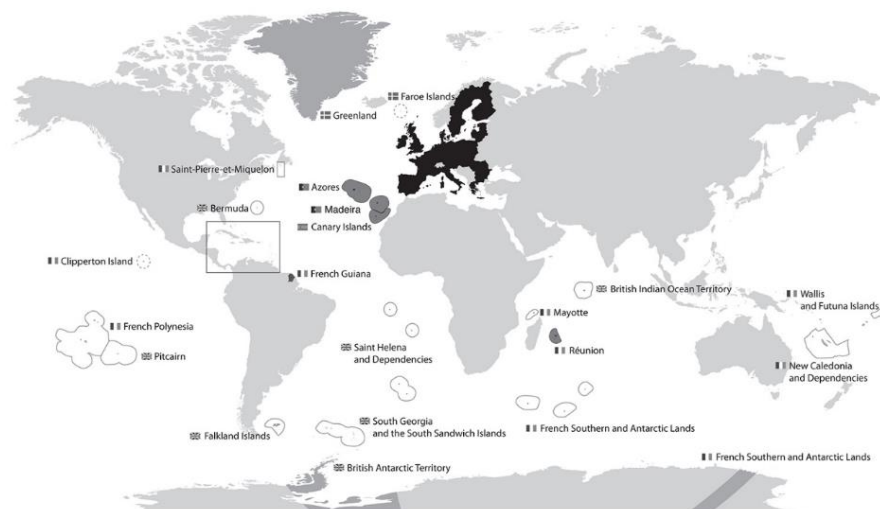 Faroe Islands
Greenland
Saint-Pierre-et-Miquelon
Azores
Bermuda
Madeira
Canary Islands
Clipperton Island
French Guiana
British Indian Ocean Territory
Wallis
and Futuna Islands
Mayotte
French Polynesia
Saint Helena
and Dependencies
Pitcairn
Réunion
New Caledonia
and Dependencies
South Georgia
and the South Sandwich Islands
Falkland Islands
French Southern and Antarctic Lands
French Southern and Antarctic Lands
British Antarctic Territory